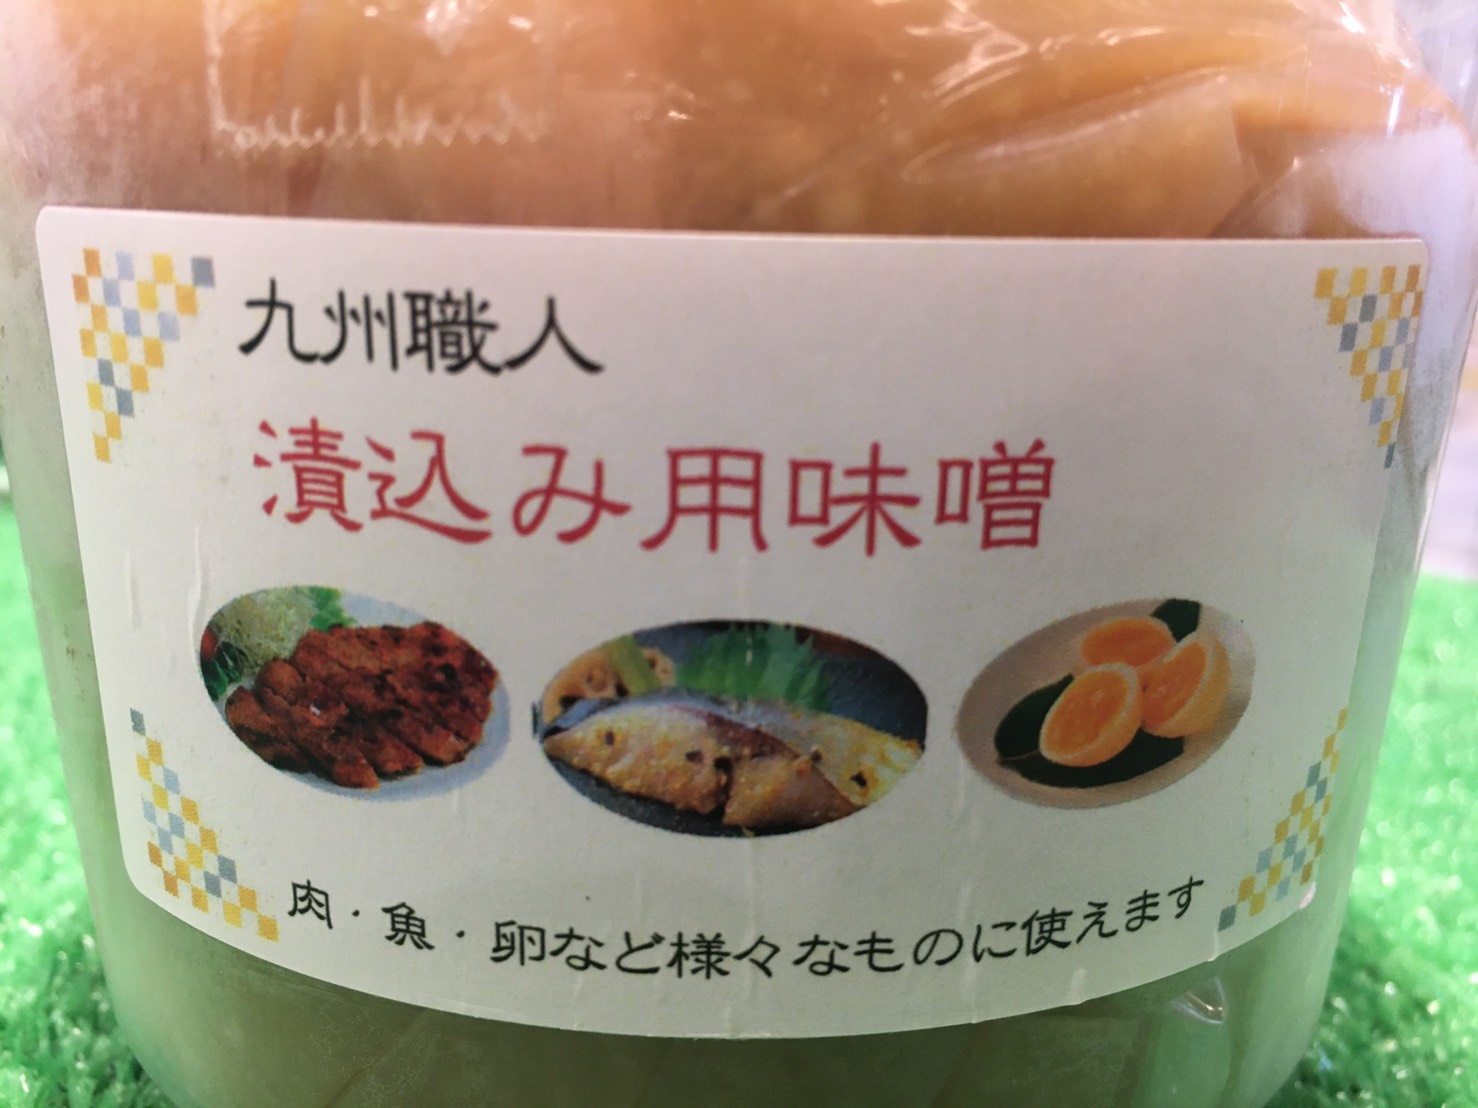 九州職人
漬込み用味噌
肉・魚・卵など様々なものに使えます